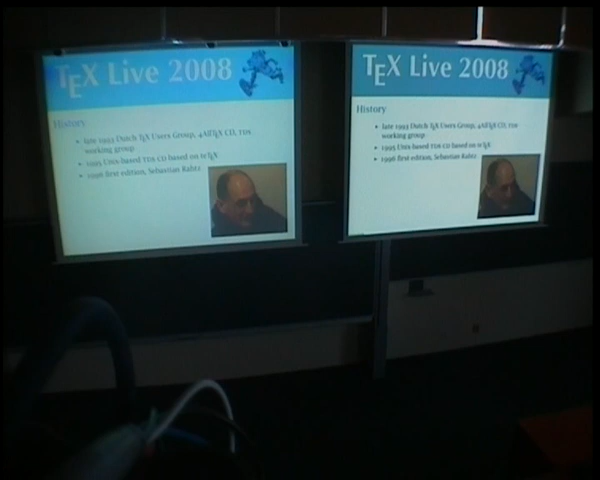 TEX Live 2008
History
late 1993 Dutch TEX Users Group, 4AllTEX CD, TDS
working group
1995 UNIX-based TDS CD based on teTEX
1996 first edition, Sebastian Rahtz
TEX Live 2008
History
late 1993 Dutch TEX Users Group, 4AllTEX CD, TDS
working group
1995 UNIX-based TDS CD based on teTEX
1996 first edition, Sebastian Rahtz